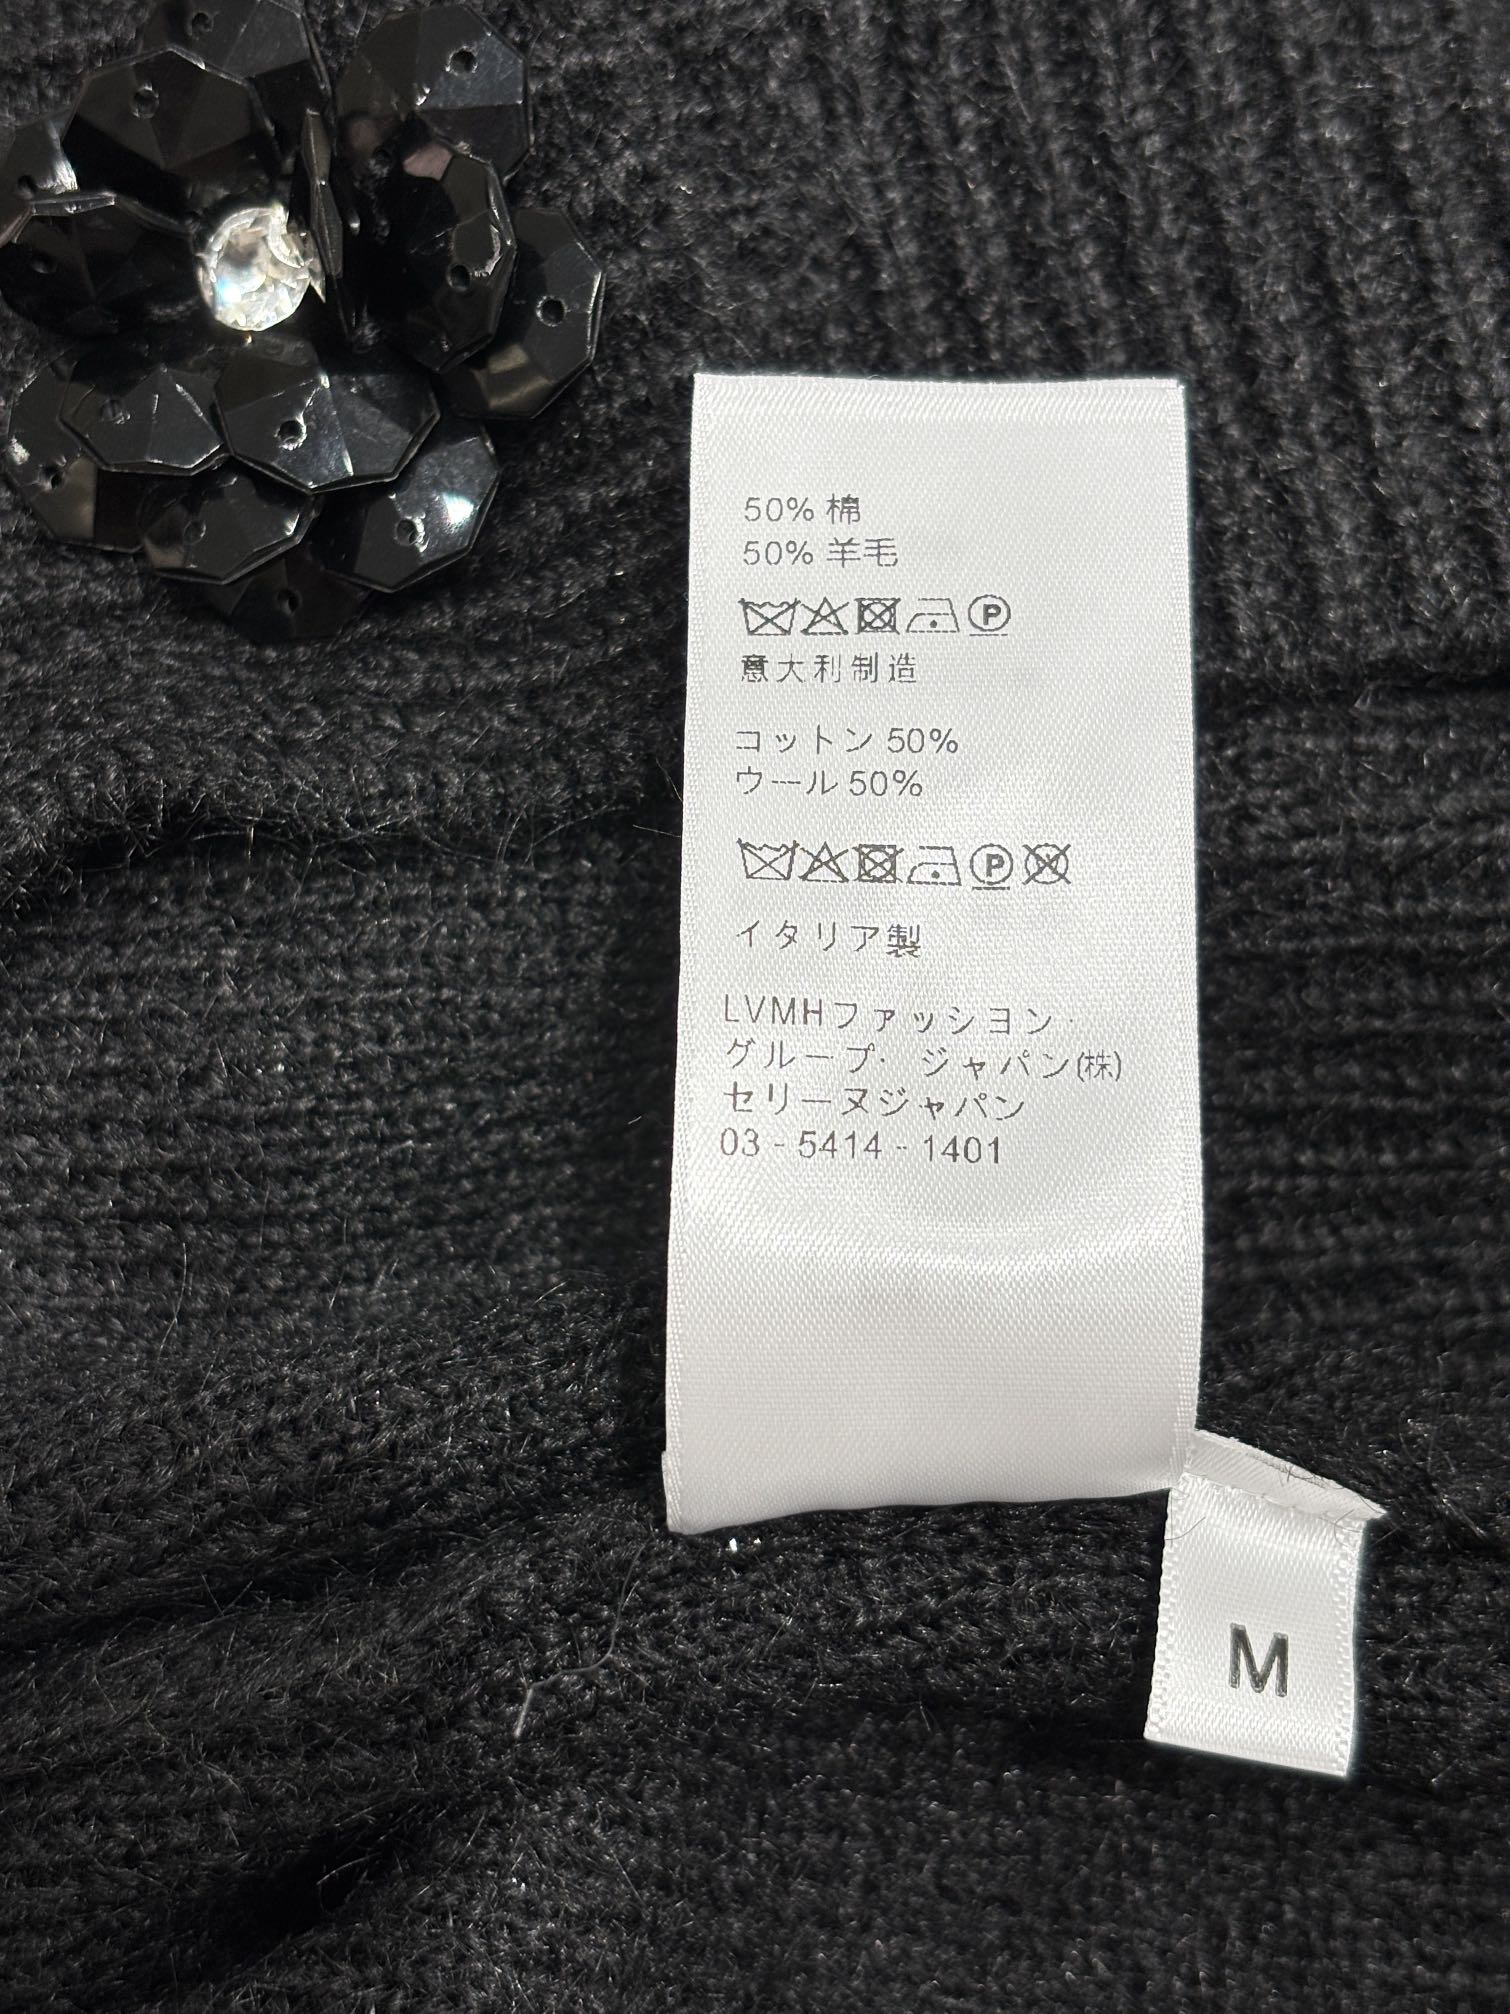 50% 棉
50% 羊毛
P
意大利制造
コットン 50%
ウール 50%
P
イタリア製
LVMHファッション・
グループ・ジャパン(株)
セリーヌジャパン
03 - 5414 - 1401
M